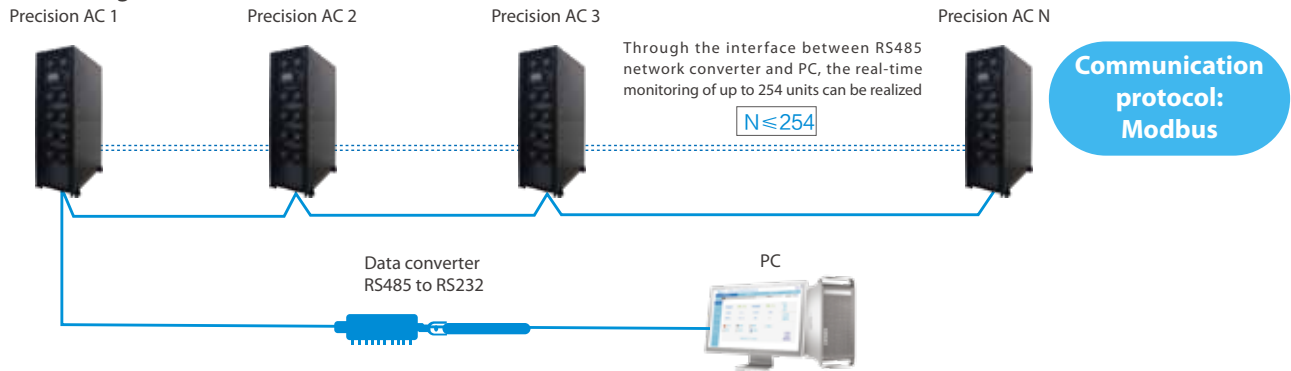 Precision AC 1
Precision AC 2
Precision AC 3
Precision AC N
Through the interface between RS485
network converter and PC, the real-time
monitoring of up to 254 units can be realized
N≤254
Communication
protocol:
Modbus
Data converter
RS485 to RS232
PC